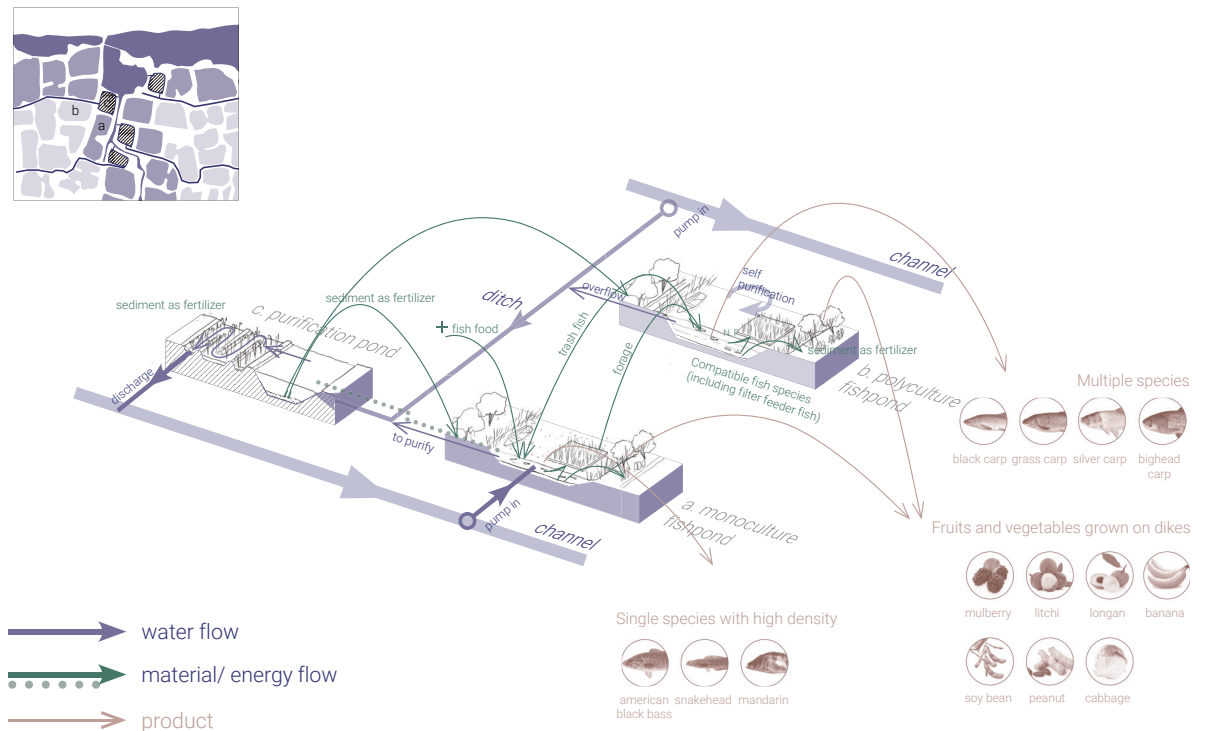 b
a
pump in
channel
ditch
self
purification
overflow
sediment as fertilizer
sediment as fertilizer
c. purification pond
fish food
trash fish
forage
sediment as fertilizer
Compatible fish species
(including filter feeder fish)
b. polyculture
fishpond
discharge
to purify
pump in
channel
a. monoculture
fishpond
Multiple species
black carp
grass carp
silver carp
bighead
carp
Fruits and vegetables grown on dikes
mulberry
litchi
longan
banana
soy bean
peanut
cabbage
Single species with high density
american
black bass
snakehead
mandarin
water flow
material/ energy flow
product